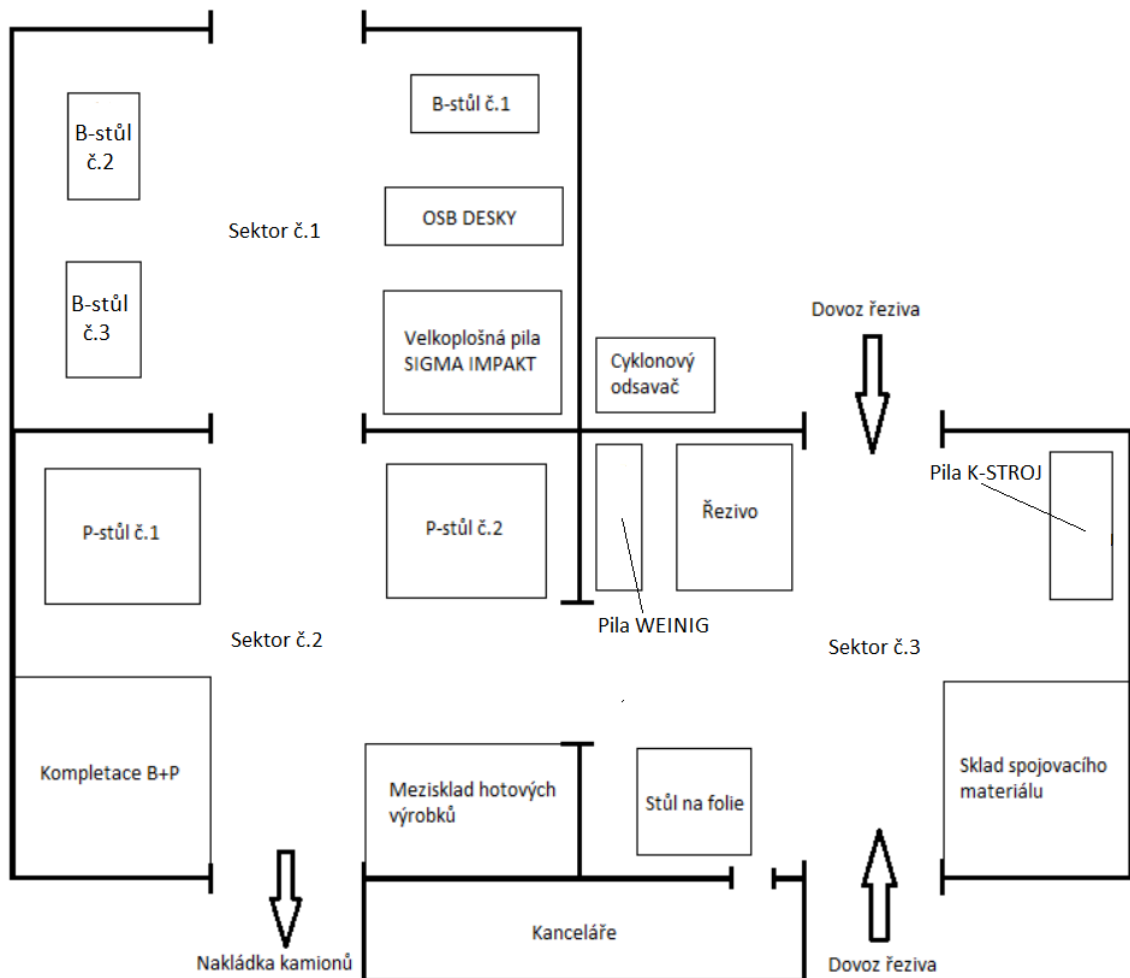 B-stůl č.1
B-stůl
č.2
OSB DESKY
Sektor č.1
B-stůl
č.3
Velkoplošná pila
SIGMA IMPAKT
Dovoz řeziva
Cyklonový
odsavač
Pila K-STROJ
P-stůl č.1
P-stůl č.2
Řezivo
Pila WEINIG
Sektor č.2
Sektor č.3
Kompletace B+P
Mezisklad hotových
výrobků
Stůl na folie
Sklad spojovacího
materiálu
Kanceláře
Nakládka kamionů
Dovoz řeziva